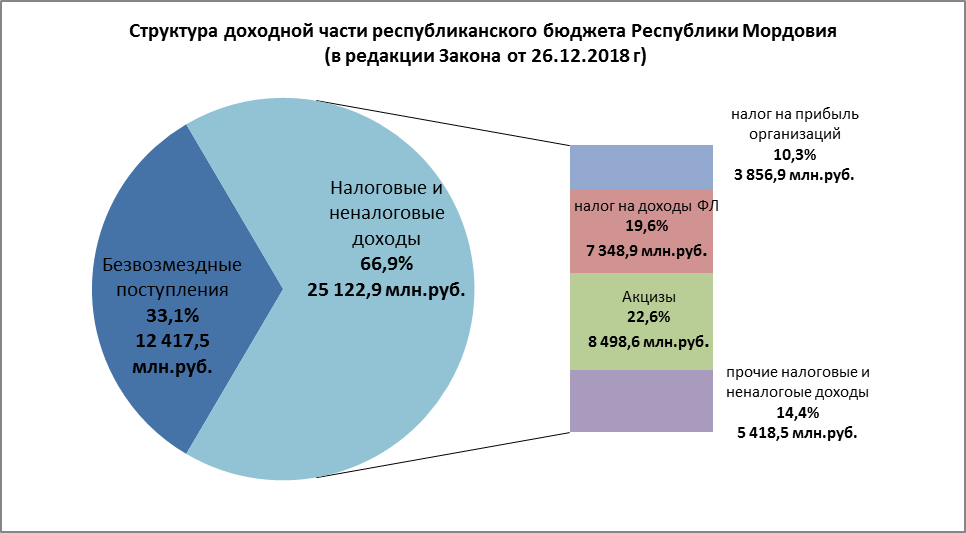 Структура доходной части республиканского бюджета Республики Мордовия
(в редакции Закона от 26.12.2018 г)
Безвозмездные
поступления
33,1%
12 417,5
млн.руб.
Налоговые и
неналоговые
доходы
66,9%
25 122,9 млн.руб.
налог на прибыль
организаций
10,3%
3 856,9 млн.руб.
налог на доходы ФЛ
19,6%
7 348,9 млн.руб.
Акцизы
22,6%
8 498,6 млн.руб.
прочие налоговые и
неналогоые доходы
14,4%
5 418,5 млн.руб.